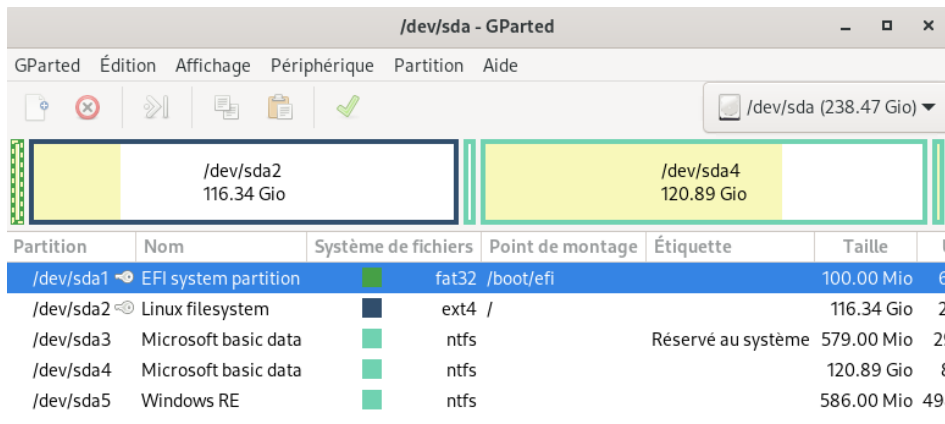 /dev/sda - GParted
GParted Édition Affichage Périphérique Partition Aide
/dev/sda (238.47 Gio)
/dev/sda2
116.34 Gio
/dev/sda4
120.89 Gio
Partition Nom Système de fichiers Point de montage Étiquette Taille
/dev/sda1 EFI system partition fat32 /boot/efi 100.00 Mio
/dev/sda2 Linux filesystem ext4 / 116.34 Gio
/dev/sda3 Microsoft basic data ntfs Réservé au système 579.00 Mio
/dev/sda4 Microsoft basic data ntfs 120.89 Gio
/dev/sda5 Windows RE ntfs 586.00 Mio